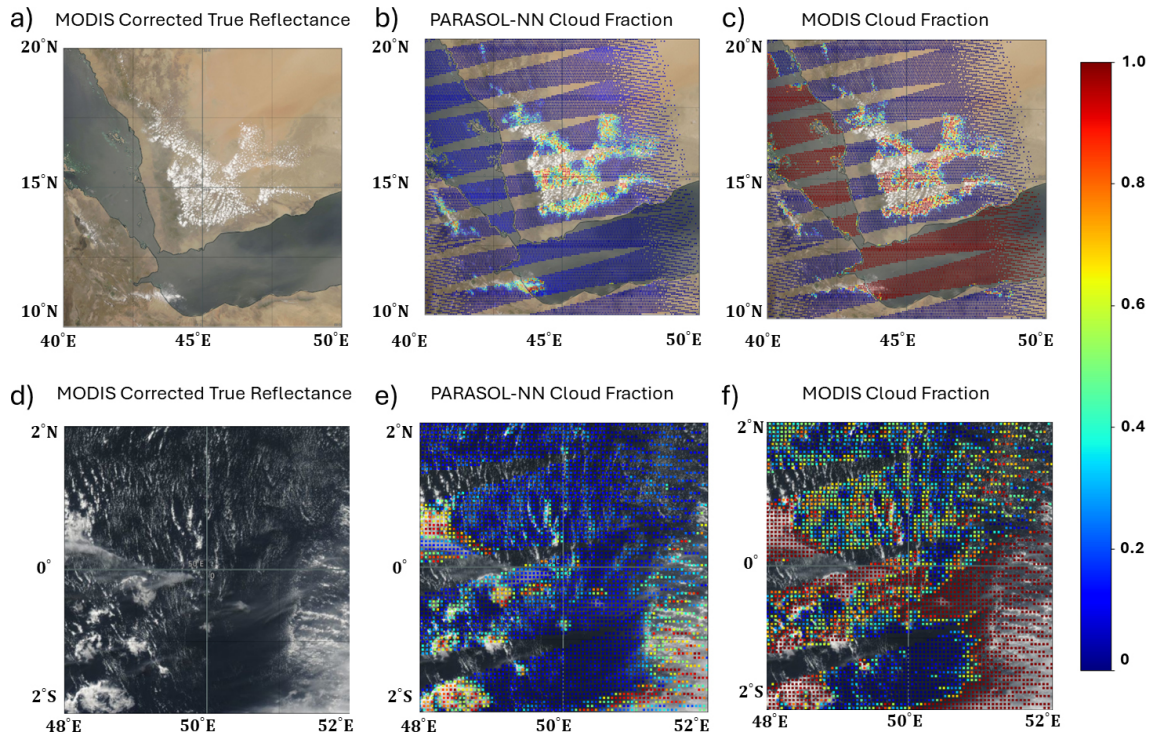 a) MODIS Corrected True Reflectance
b) PARASOL-NN Cloud Fraction
c) MODIS Cloud Fraction
20°N
15°N
10°N
40°E
45°E
50°E
20°N
15°N
10°N
40°E
45°E
50°E
20°N
15°N
10°N
40°E
45°E
50°E
1.0
0.8
0.6
0.4
0.2
0
d) MODIS Corrected True Reflectance
e) PARASOL-NN Cloud Fraction
f) MODIS Cloud Fraction
2°N
0°
2°S
48°E
50°E
52°E
2°N
0°
2°S
48°E
50°E
52°E
2°N
0°
2°S
48°E
50°E
52°E